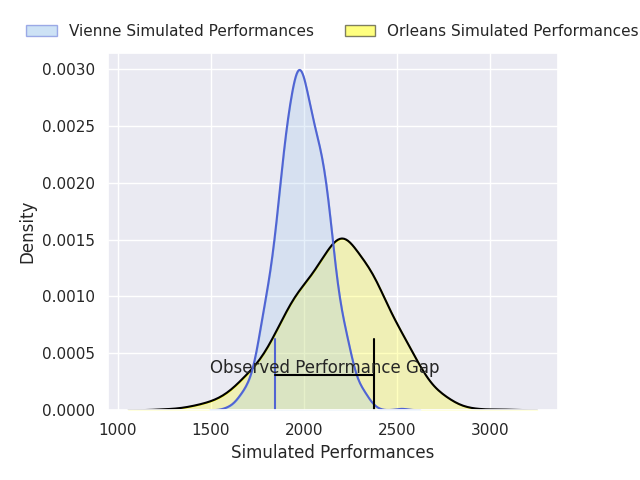 Vienne Simulated Performances
Orleans Simulated Performances
0.0030
0.0025
0.0020
0.0015
0.0010
0.0005
0.0000
Density
Observed Performance Gap
1000 1500 2000 2500 3000
Simulated Performances